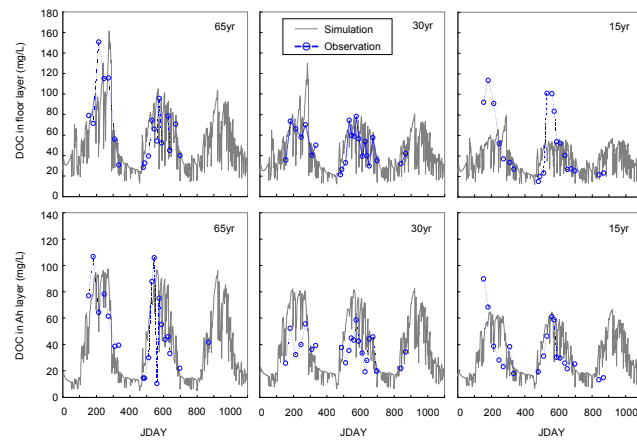 180
160
140
120
100
80
60
40
20
0
DOC in floor layer (mg/L)
65yr
30yr
Simulation
Observation
15yr
140
120
100
80
60
40
20
0
DOC in Ah layer (mg/L)
65yr
30yr
15yr
0 200 400 600 800 1000 0 200 400 600 800 1000 0 200 400 600 800 1000
JDAY JDAY JDAY